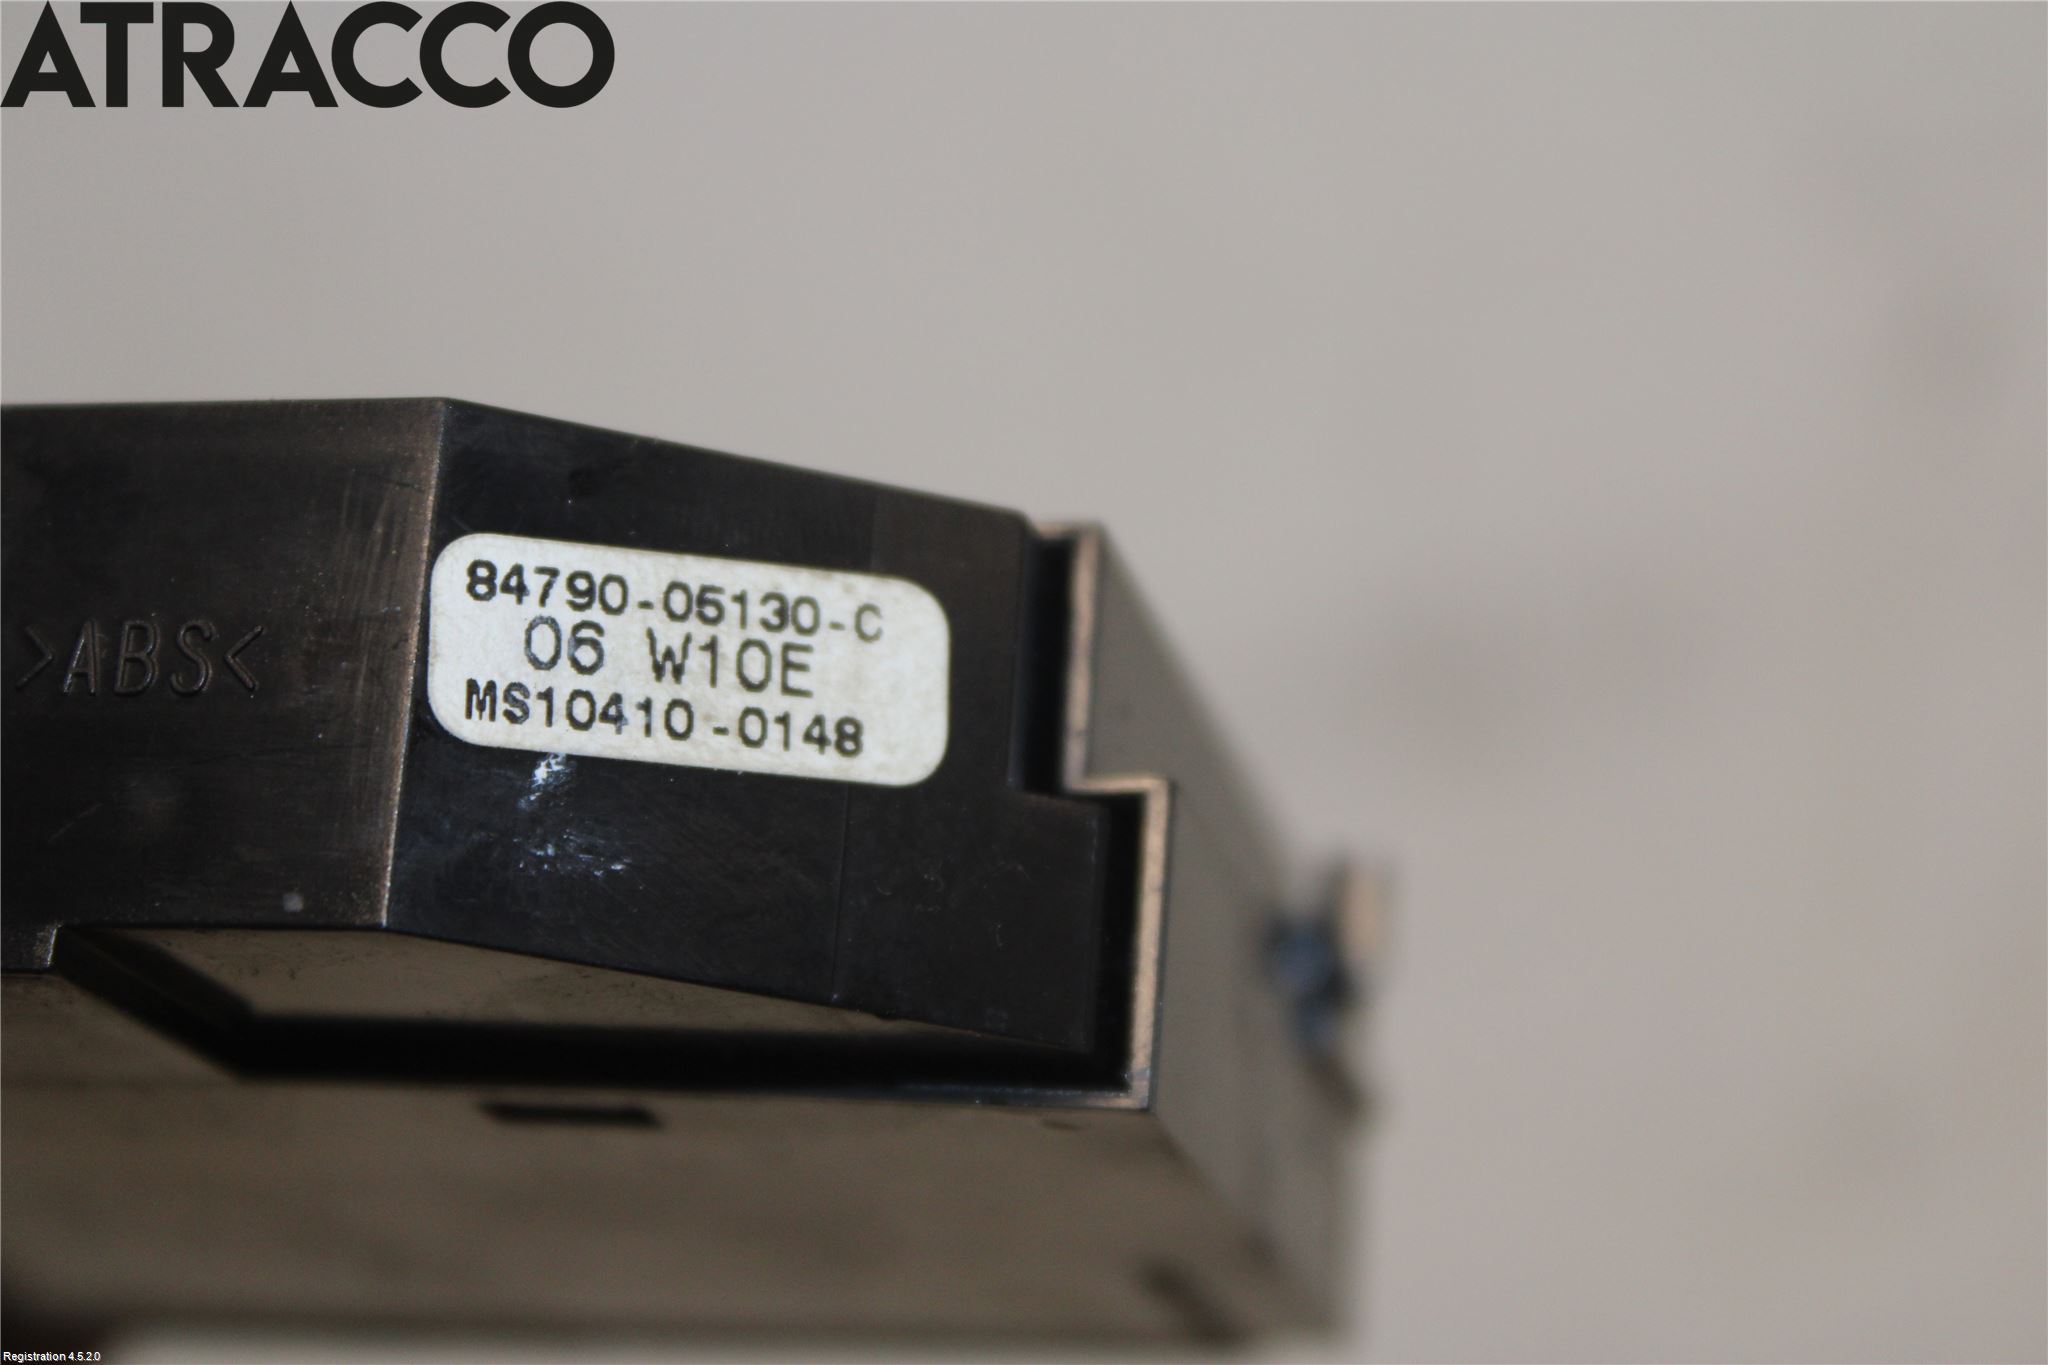 ATRACCO
>ABS<
84790-05130-C
06 W10E
MS10410-0148
Registration 4.5.2.0